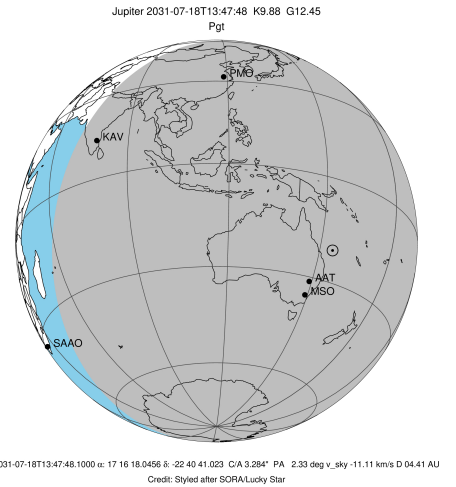 Jupiter 2031-07-18T13:47:48 K9.88 G12.45
Pgt
PMO
KAV
AAT
MSO
SAAO
031-07-18T13:47:48.1000 α: 17 16 18.0456 δ: -22 40 41.023 C/A 3.284" PA 2.33 deg v_sky -11.11 km/s D 04.41 AU
Credit: Styled after SORA/Lucky Star